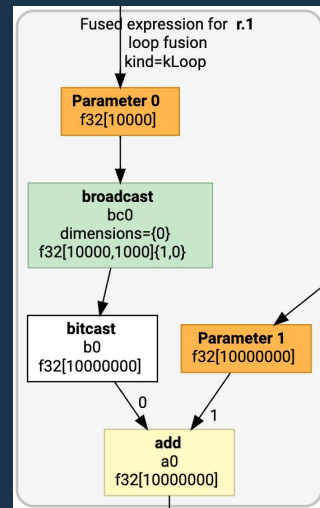 Fused expression for r.1
loop fusion
kind=kLoop
Parameter 0
f32[10000]
broadcast
bc0
dimensions={0}
f32[10000,1000]{1,0}
bitcast
b0
f32[10000000]
Parameter 1
f32[10000000]
0
1
add
a0
f32[10000000]